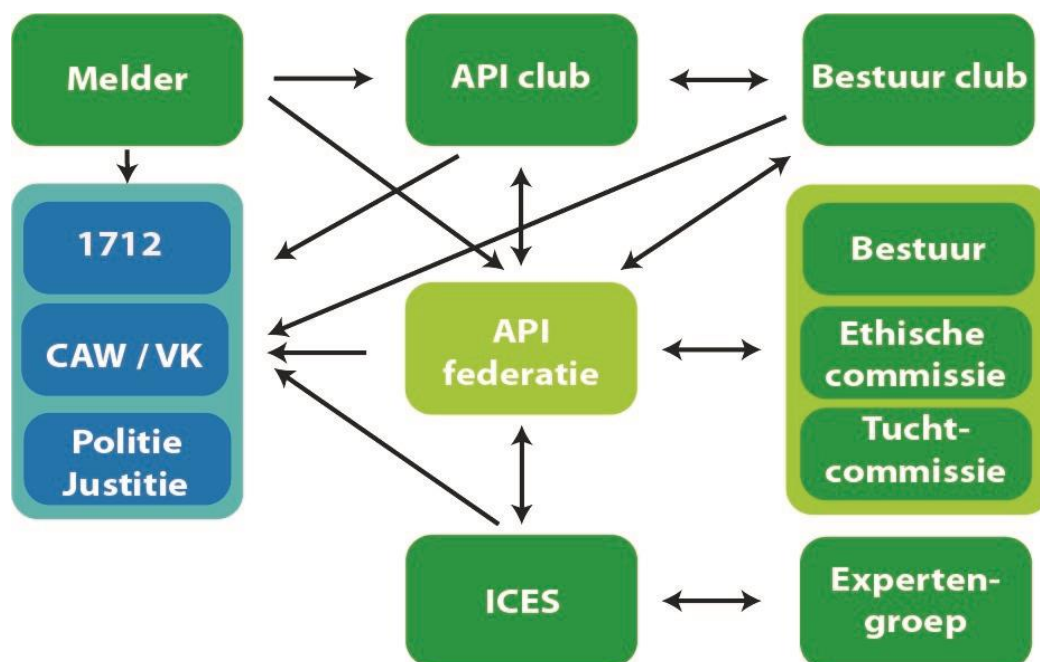 Melder
API club
Bestuur club
1712
CAW / VK
Politie
Justitie
API
federatie
Bestuur
Ethische
commissie
Tucht-
commissie
ICES
Experten-
groep